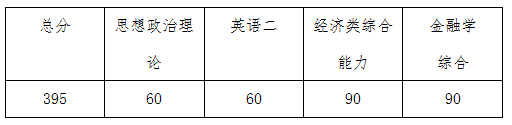 总分 思想政治理 英语二 经济类综合 金融学
论 能力 综合
395 60 60 90 90